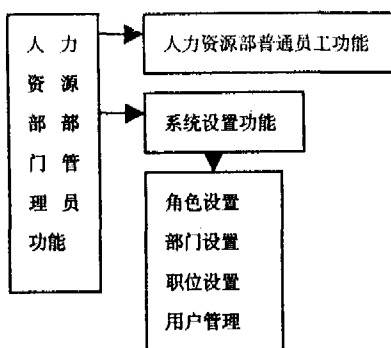 人 力
资 源
部 部
门 管
理 员
功能
人力资源部普通员工功能
系统设置功能
角色设置
部门设置
职位设置
用户管理